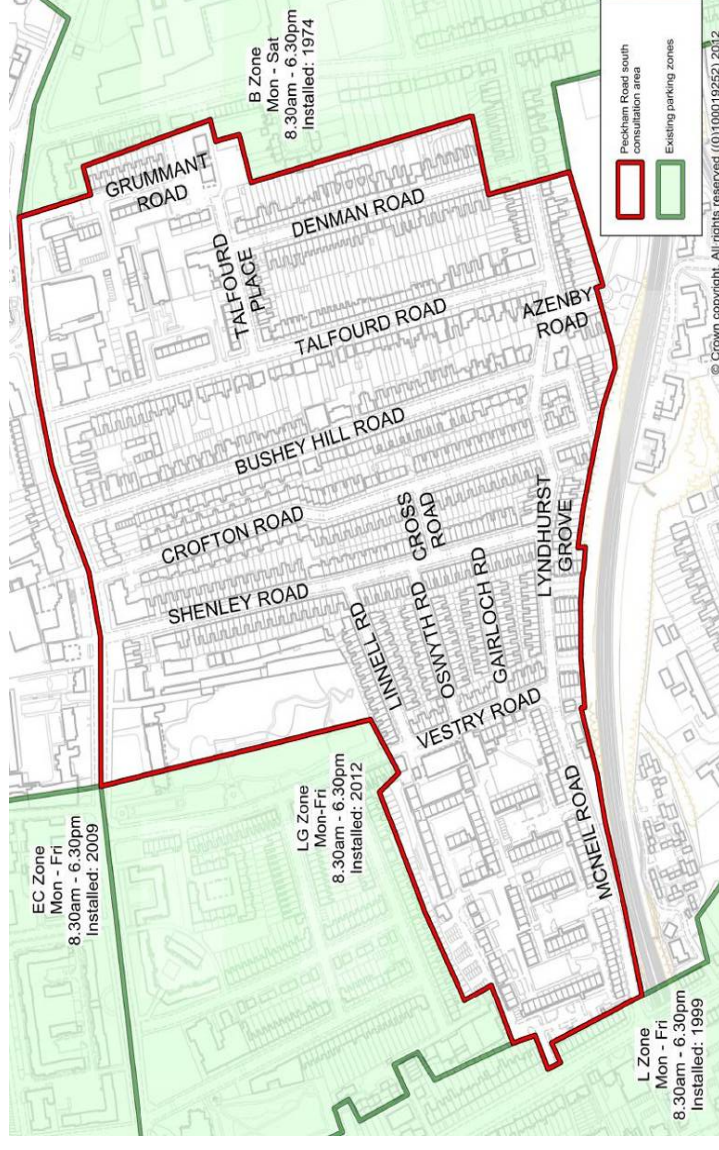 EC Zone
Mon - Fri
8.30am - 6.30pm
Installed: 2009
LG Zone
Mon-Fri
8.30am - 6.30pm
Installed: 2012
L Zone
Mon - Fri
8.30am - 6.30pm
Installed: 1999
B Zone
Mon - Sat
8.30am - 6.30pm
Installed: 1974
GRUMMANT
ROAD
TALFOURD
PLACE
DENMAN ROAD
TALFOURD ROAD
AZENBY
ROAD
BUSHEY HILL ROAD
CROFTON ROAD
CROSS
ROAD
SHENLEY ROAD
LYNDHURST
GROVE
LINNELL RD
OSWYTH RD
GAIRLOCH RD
VESTRY ROAD
MCNEIL ROAD
Peckham Road south
consultation area
Existing parking zones
© Crown copyright. All rights reserved ((0)100019252) 2012